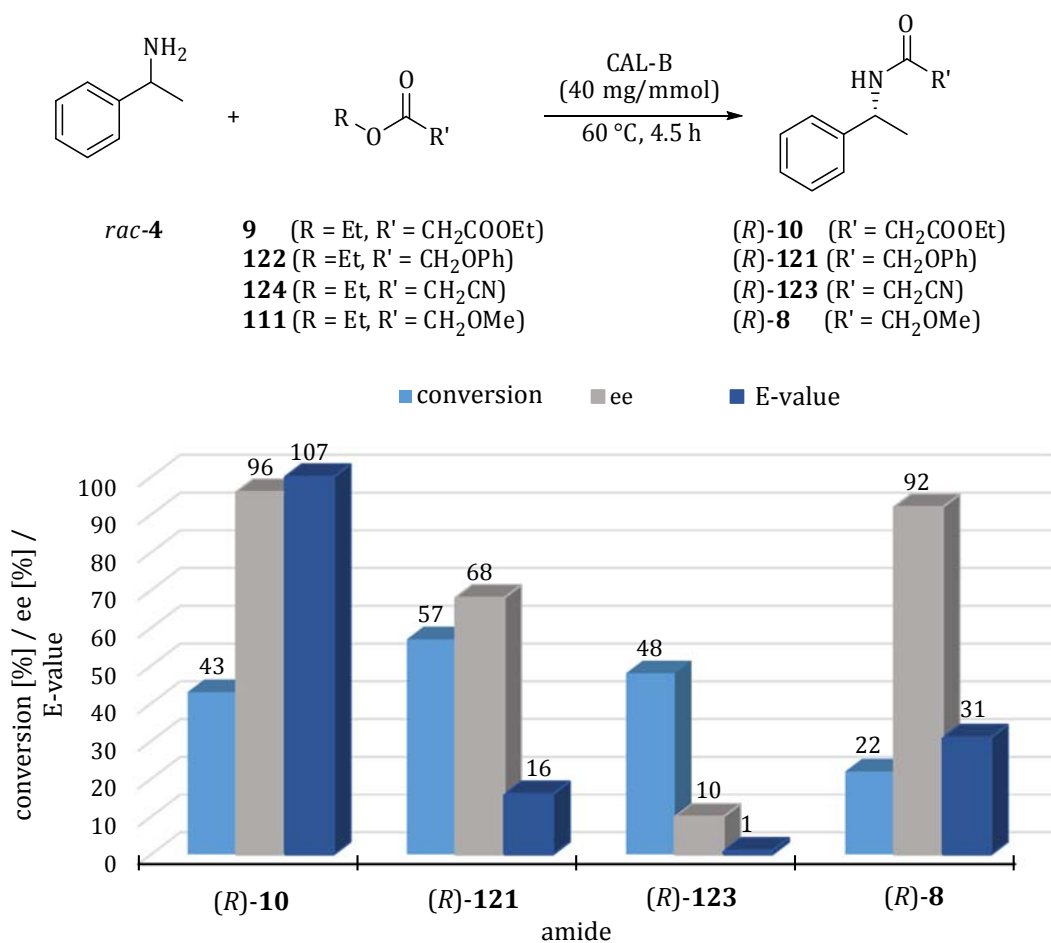 NH₂
+
R
O
O
R'
CAL-B
(40 mg/mmol)
60 °C, 4.5 h
O
HN
R'
rac-4
9 (R = Et, R' = CH₂COOEt)
122 (R =Et, R' = CH₂OPh)
124 (R = Et, R' = CH₂CN)
111 (R = Et, R' = CH₂OMe)
(R)-10 (R' = CH₂COOEt)
(R)-121 (R' = CH₂OPh)
(R)-123 (R' = CH₂CN)
(R)-8 (R' = CH₂OMe)
conversion ee E-value
conversion [%] / ee [%] /
E-value
100
90
80
70
60
50
40
30
20
10
0
43 96 107
57 68 16
48 10 1
22 92 31
(R)-10 (R)-121 (R)-123 (R)-8
amide